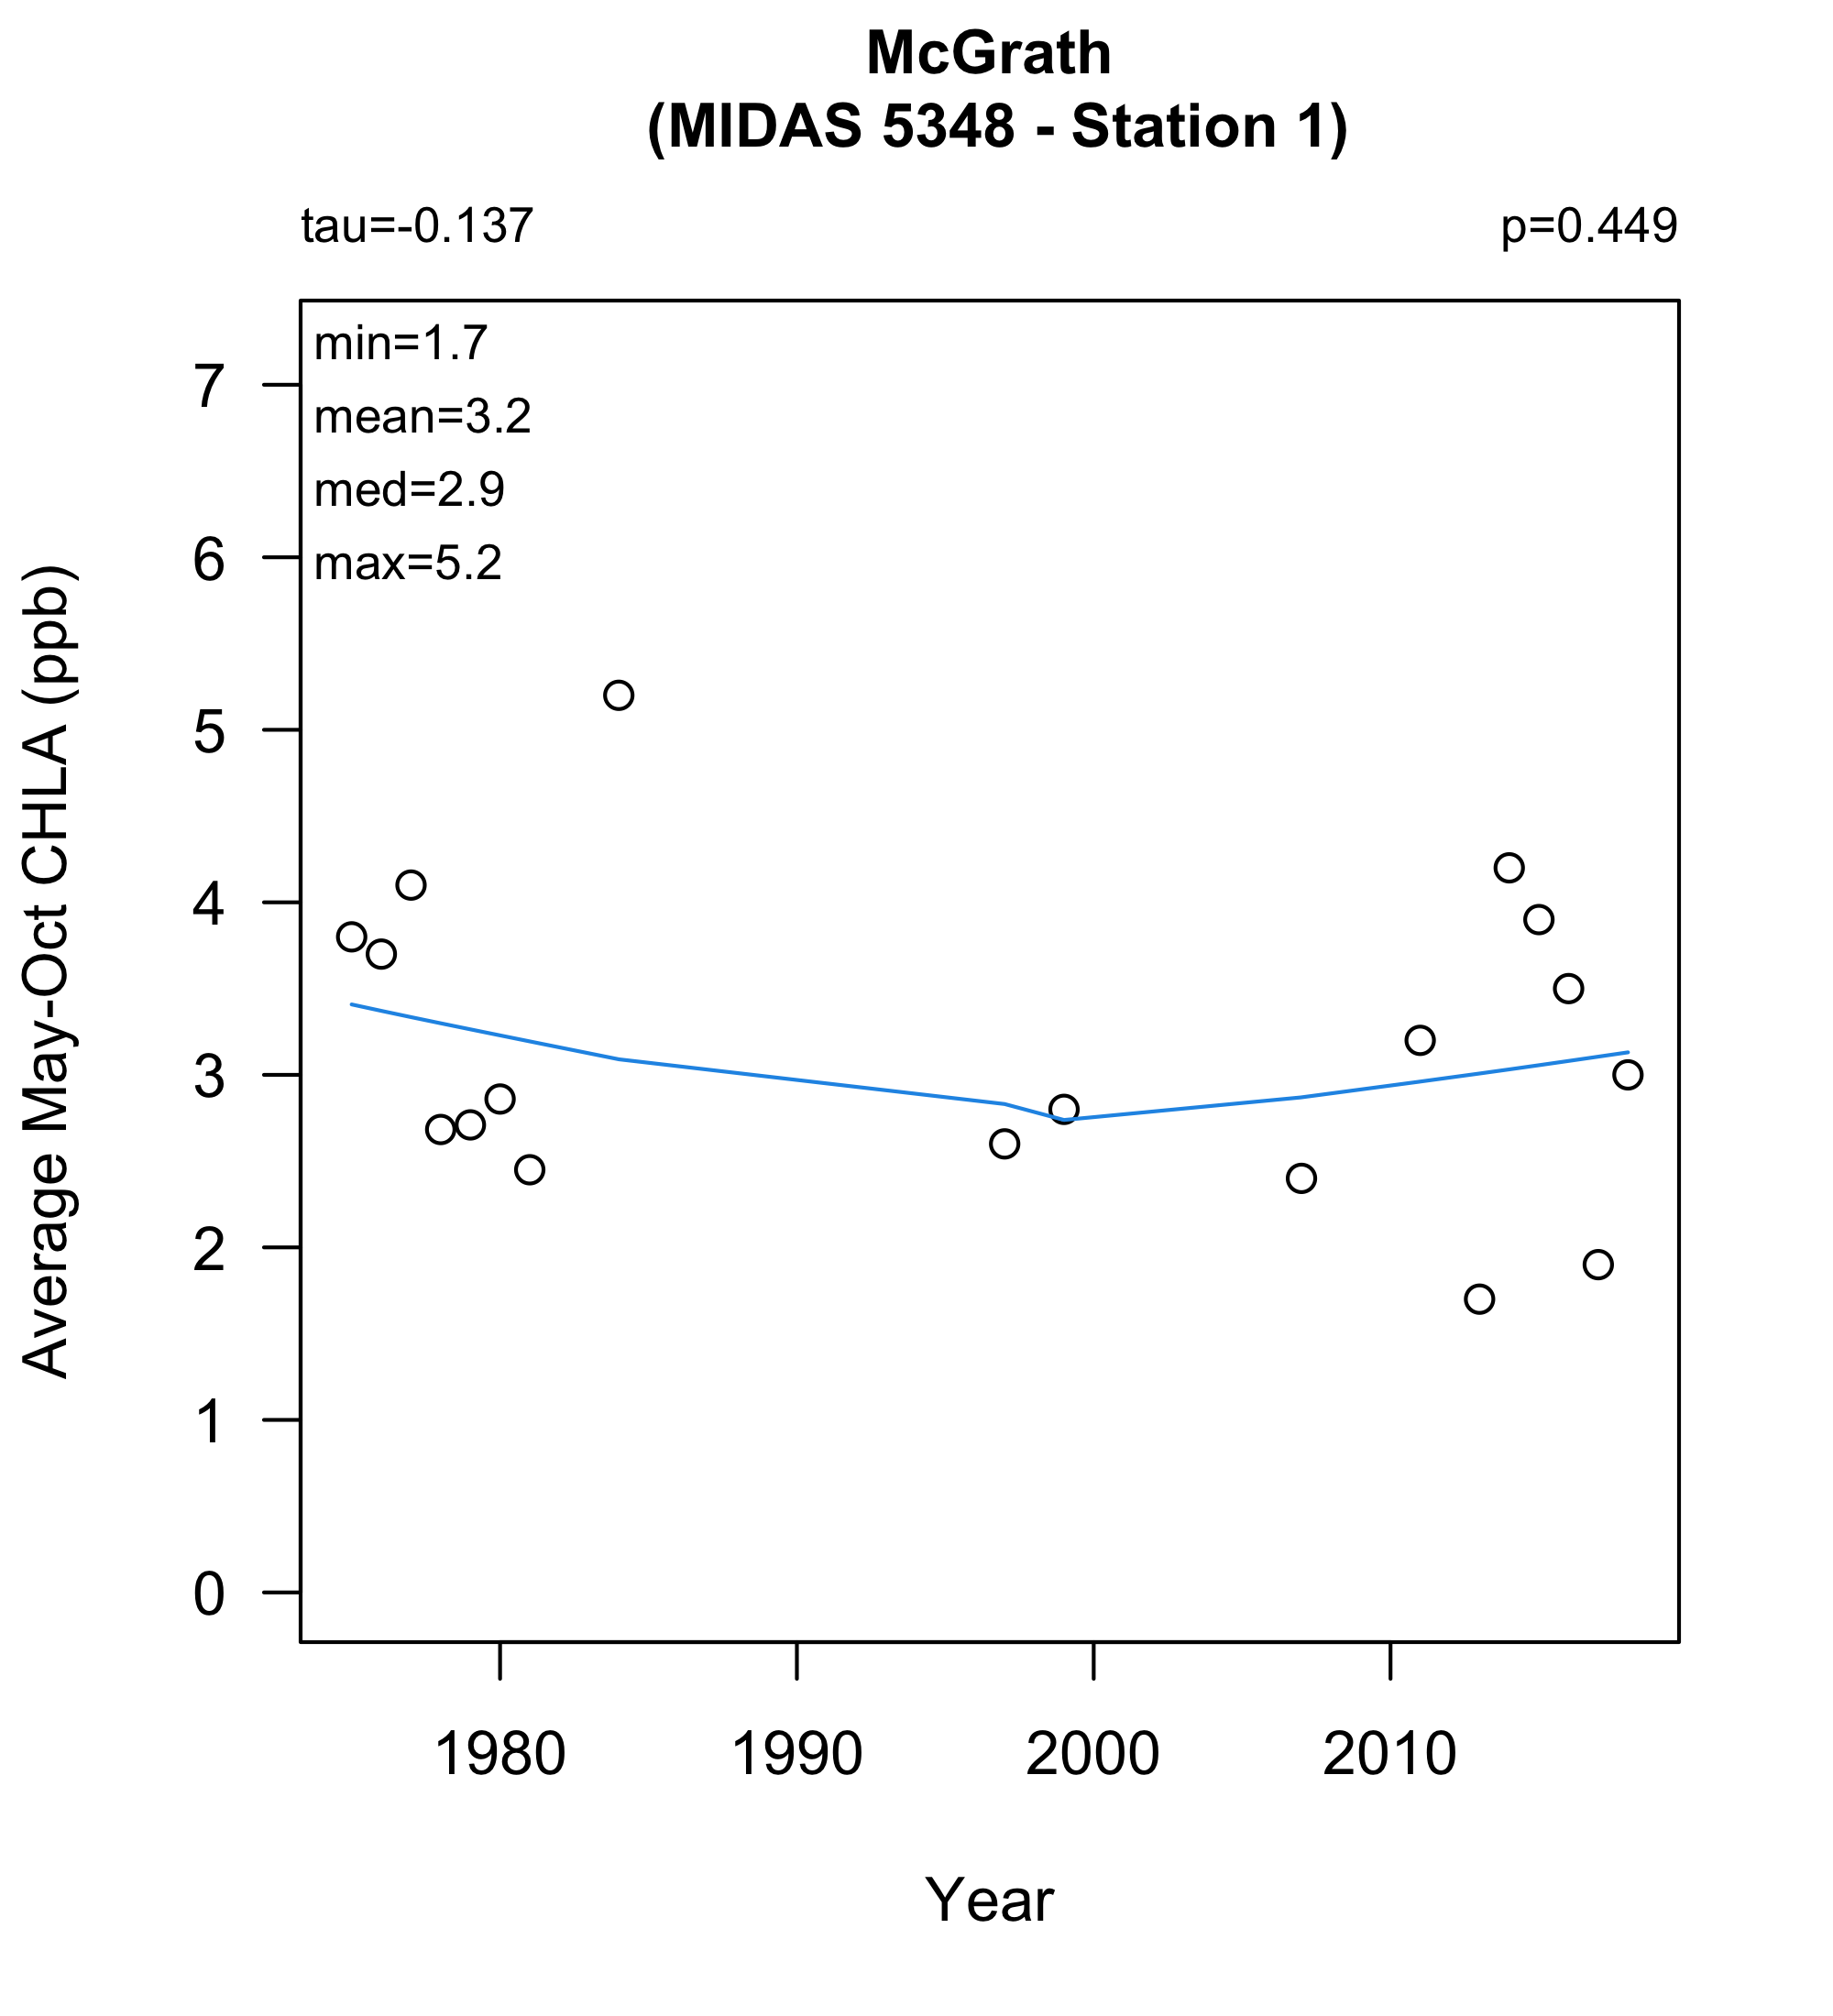 McGrath
(MIDAS 5348 - Station 1)
tau=-0.137
p=0.449
min=1.7
mean=3.2
med=2.9
max=5.2
Average May-Oct CHLA (ppb)
7
6
5
4
3
2
1
0
1980
1990
2000
2010
Year